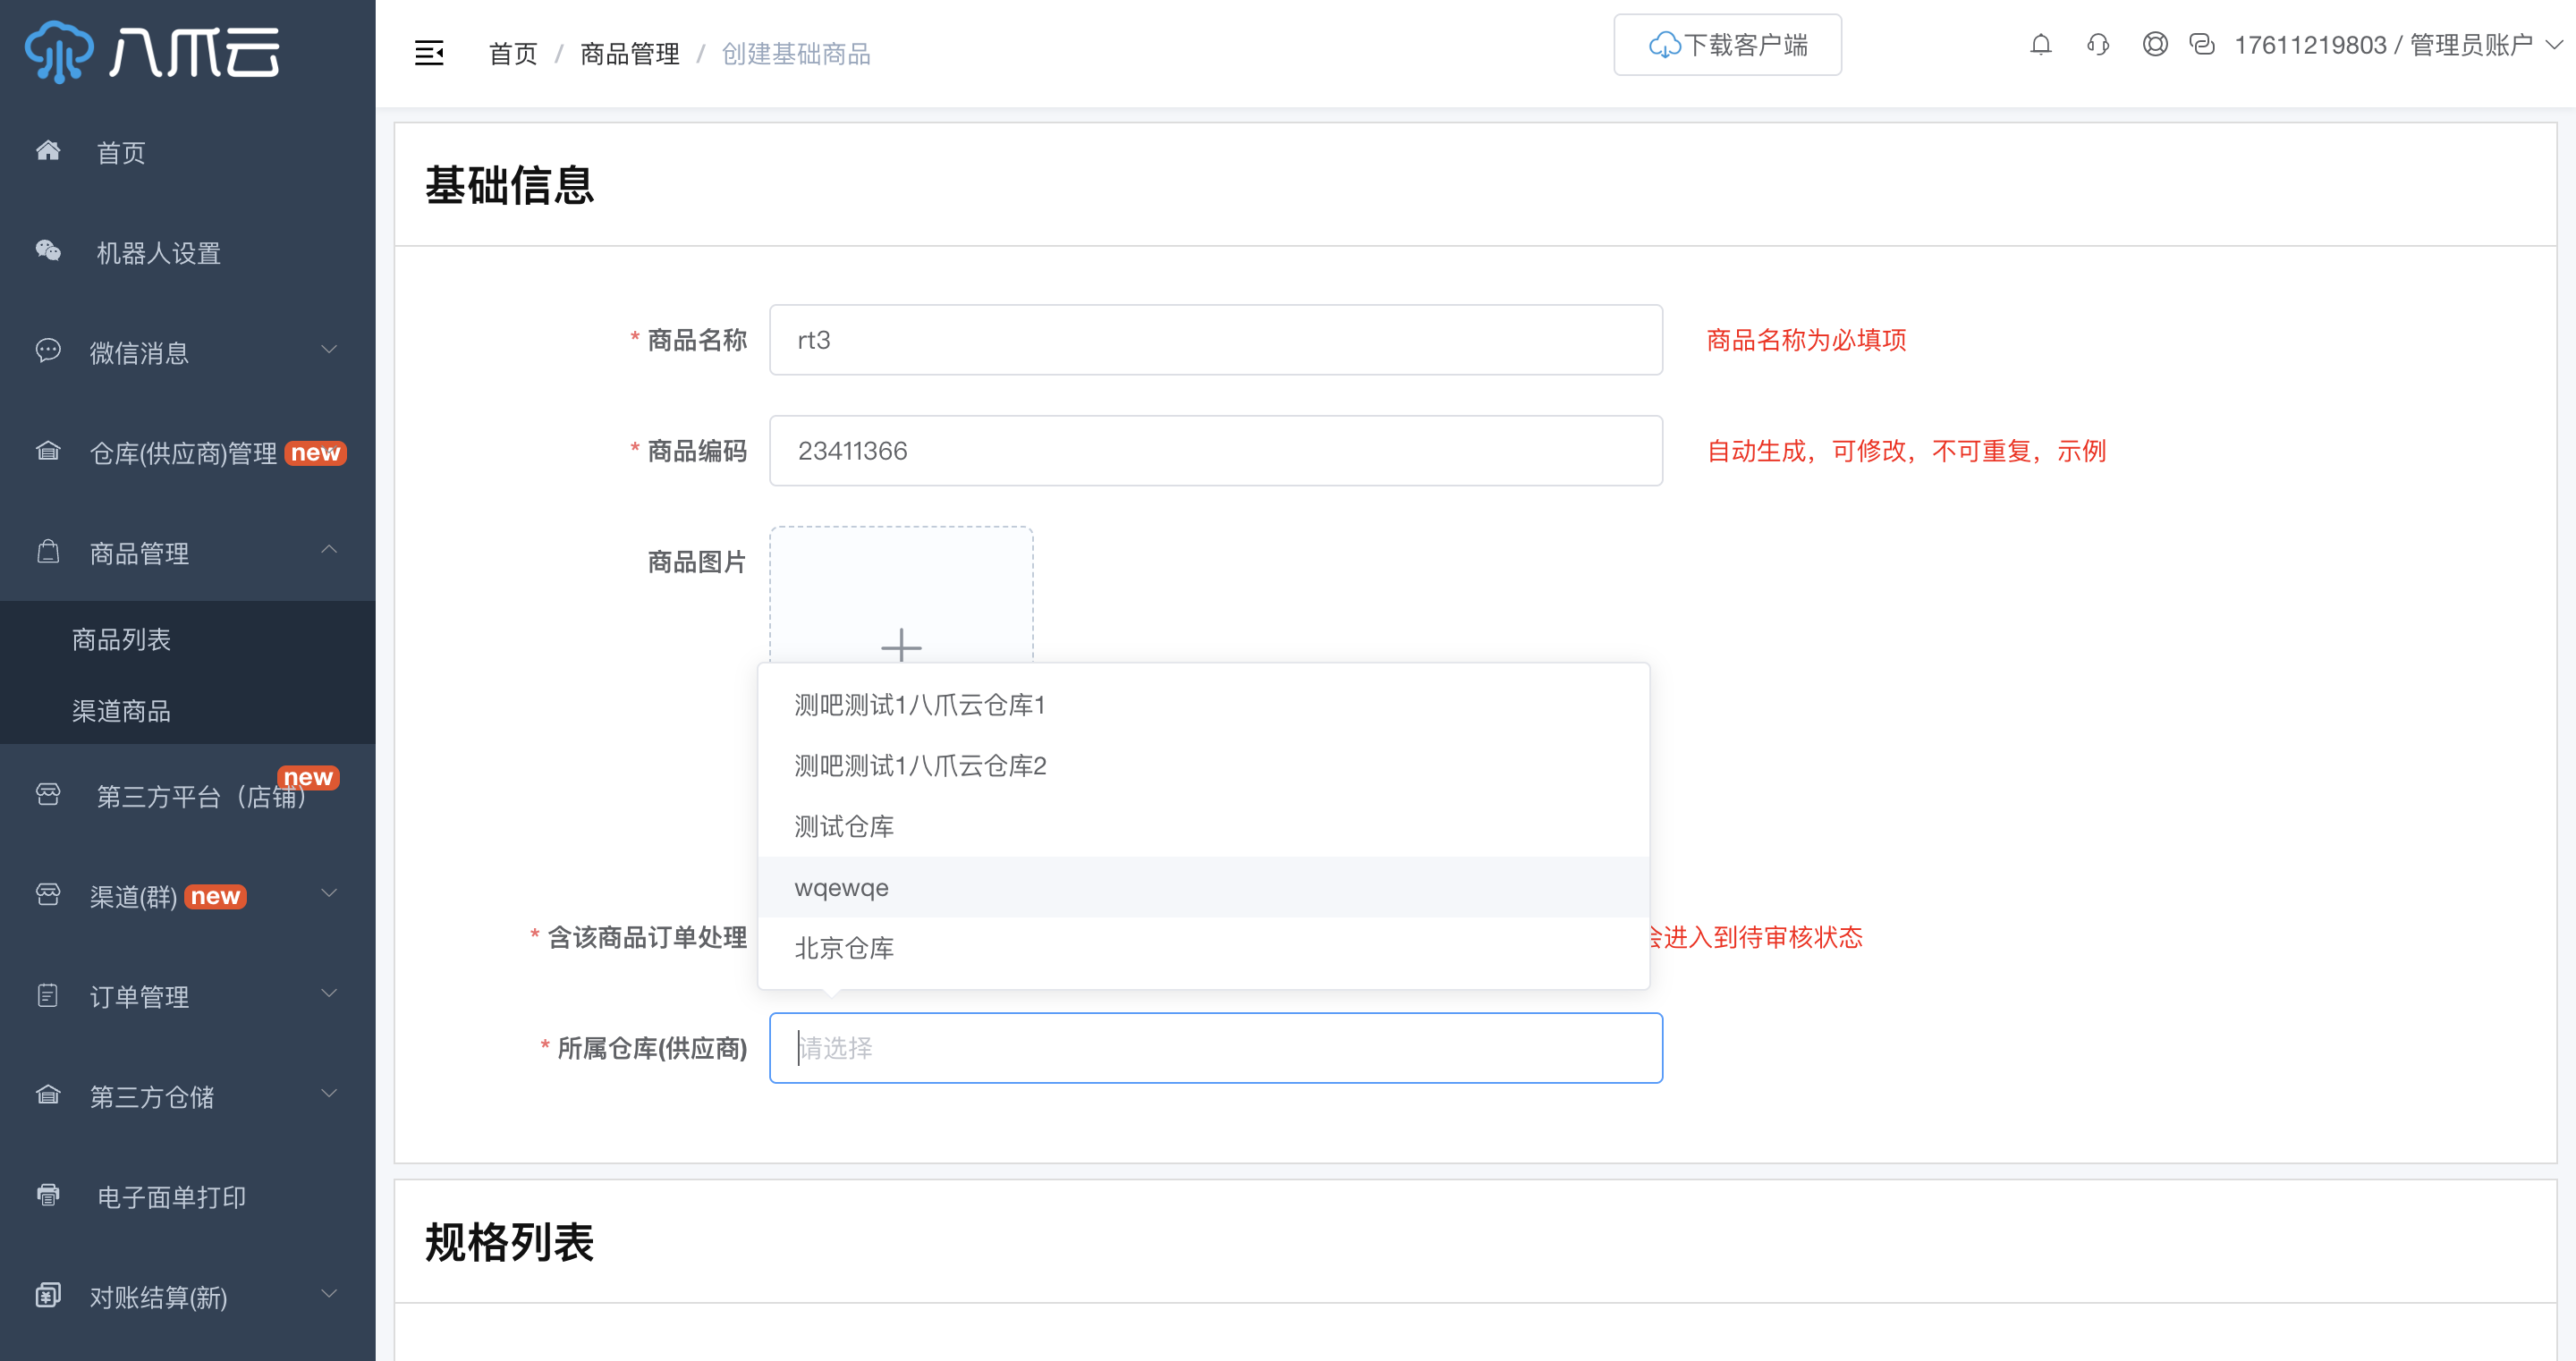 八爪云
首页
机器人设置
微信消息
仓库(供应商)管理 new
商品管理
商品列表
渠道商品
第三方平台（店铺） new
渠道(群) new
订单管理
第三方仓储
电子面单打印
对账结算(新)
首页 / 商品管理 / 创建基础商品
下载客户端
17611219803 / 管理员账户
基础信息
* 商品名称 rt3 商品名称为必填项
* 商品编码 23411366 自动生成，可修改，不可重复，示例
商品图片
测吧测试1八爪云仓库1
测吧测试1八爪云仓库2
测试仓库
wqewqe
北京仓库
* 含该商品订单处理 会进入到待审核状态
* 所属仓库(供应商) 请选择
规格列表